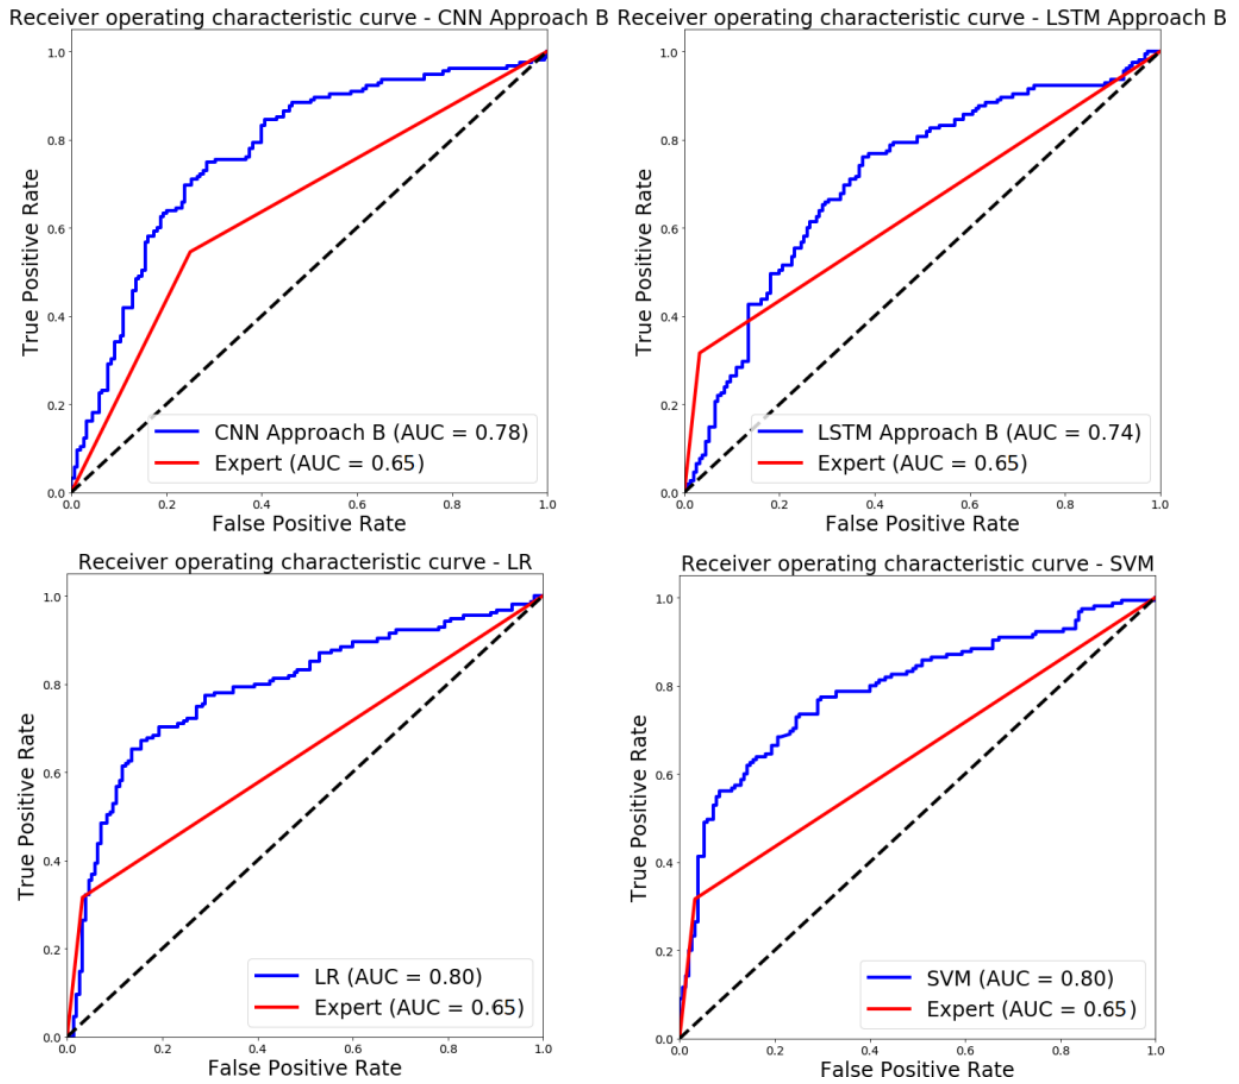 Receiver operating characteristic curve - CNN Approach B
1.0
0.8
0.6
0.4
0.2
0.0
True Positive Rate
CNN Approach B (AUC = 0.78)
Expert (AUC = 0.65)
0.0 0.2 0.4 0.6 0.8 1.0
False Positive Rate
Receiver operating characteristic curve - LSTM Approach B
1.0
0.8
0.6
0.4
0.2
0.0
True Positive Rate
LSTM Approach B (AUC = 0.74)
Expert (AUC = 0.65)
0.0 0.2 0.4 0.6 0.8 1.0
False Positive Rate
Receiver operating characteristic curve - LR
1.0
0.8
0.6
0.4
0.2
0.0
True Positive Rate
LR (AUC = 0.80)
Expert (AUC = 0.65)
0.0 0.2 0.4 0.6 0.8 1.0
False Positive Rate
Receiver operating characteristic curve - SVM
1.0
0.8
0.6
0.4
0.2
0.0
True Positive Rate
SVM (AUC = 0.80)
Expert (AUC = 0.65)
0.0 0.2 0.4 0.6 0.8 1.0
False Positive Rate